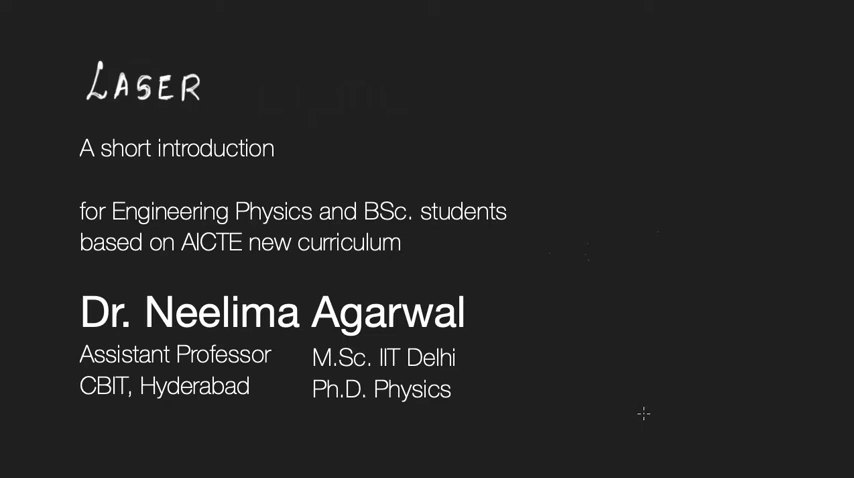 LASER
A short introduction
for Engineering Physics and BSc. students
based on AICTE new curriculum
Dr. Neelima Agarwal
Assistant Professor
CBIT, Hyderabad
M.Sc. IIT Delhi
Ph.D. Physics